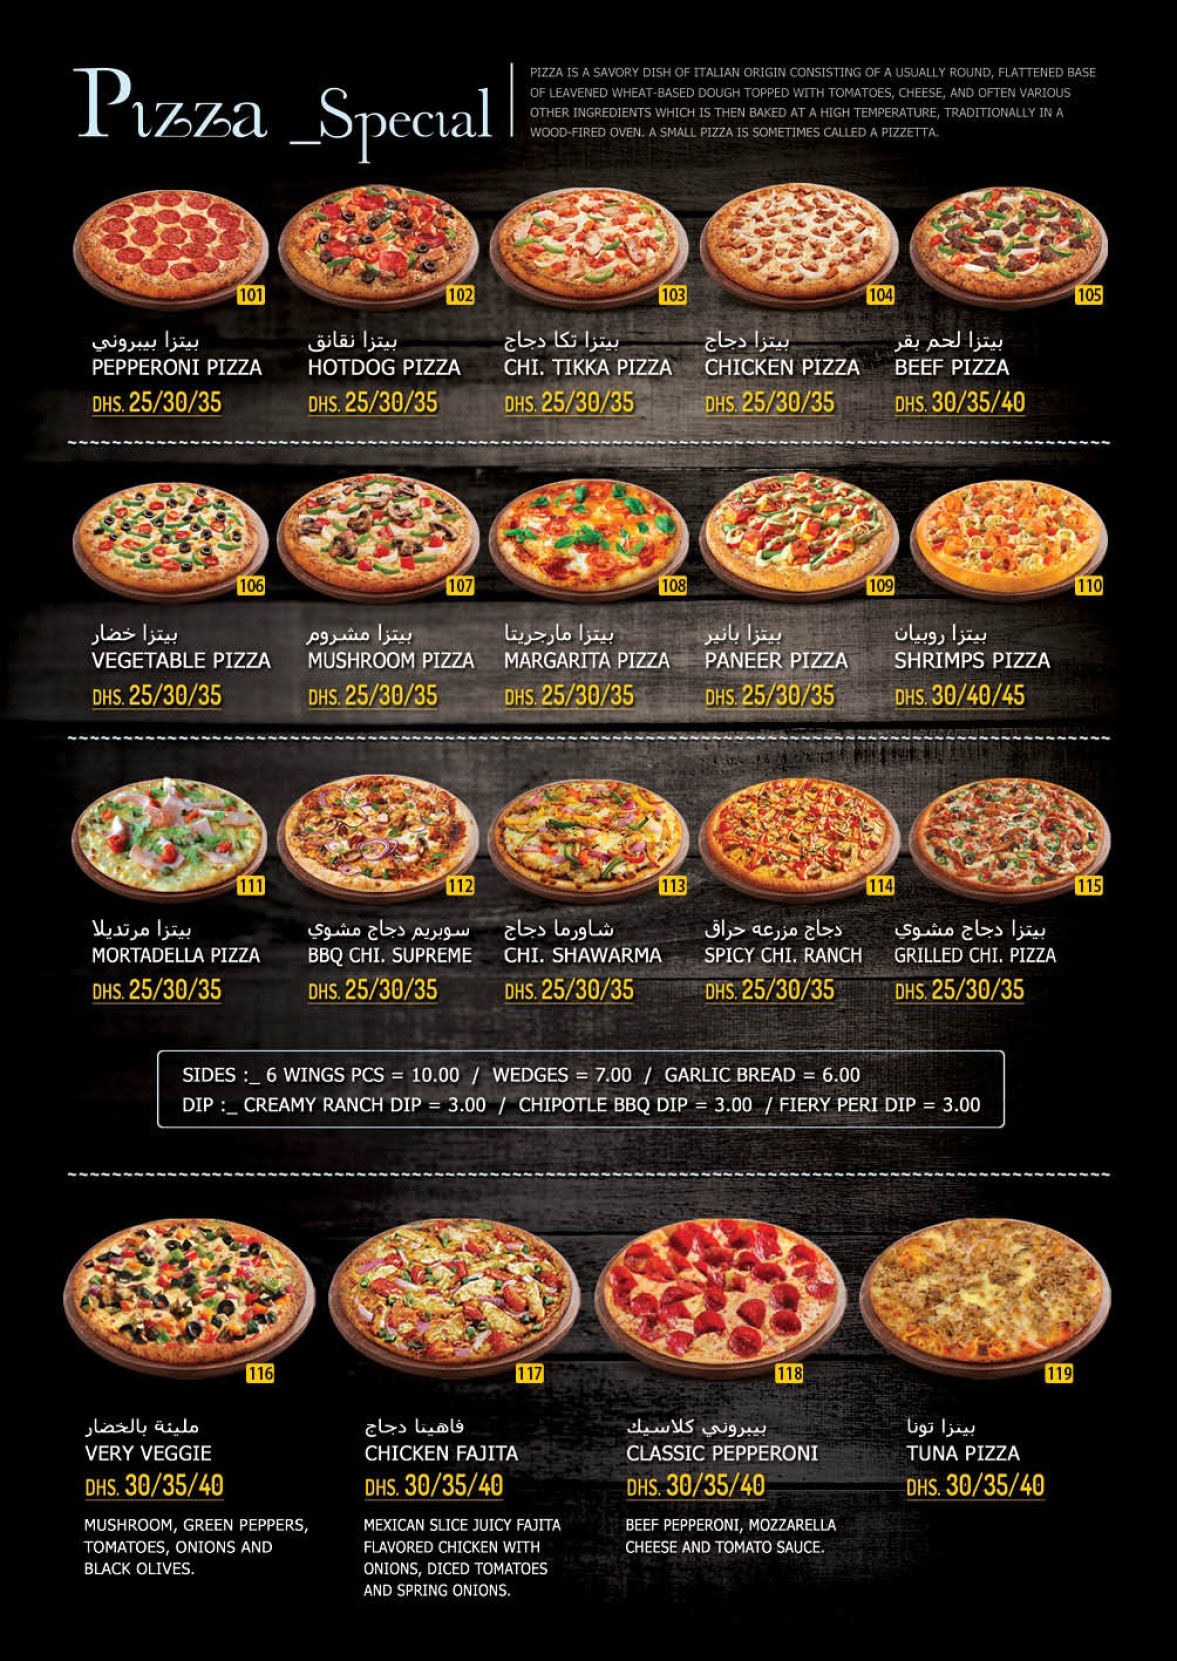 Pizza _Special
PIZZA IS A SAVORY DISH OF ITALIAN ORIGIN CONSISTING OF A USUALLY ROUND, FLATTENED BASE
OF LEAVENED WHEAT-BASED DOUGH TOPPED WITH TOMATOES, CHEESE, AND OFTEN VARIOUS
OTHER INGREDIENTS WHICH IS THEN BAKED AT A HIGH TEMPERATURE, TRADITIONALLY IN A
WOOD-FIRED OVEN. A SMALL PIZZA IS SOMETIMES CALLED A PIZZETTA.
101
بيتزا بيبروني
PEPPERONI PIZZA
DHS. 25/30/35
102
بيتزا نقانق
HOTDOG PIZZA
DHS. 25/30/35
103
بيتزا تكا دجاج
CHI. TIKKA PIZZA
DHS. 25/30/35
104
بيتزا دجاج
CHICKEN PIZZA
DHS. 25/30/35
105
بيتزا لحم بقر
BEEF PIZZA
DHS. 30/35/40
~~~~~~~~~~~~~~~~~~~~
106
بيتزا خضار
VEGETABLE PIZZA
DHS. 25/30/35
107
بيتزا مشروم
MUSHROOM PIZZA
DHS. 25/30/35
108
بيتزا مارجريتا
MARGARITA PIZZA
DHS. 25/30/35
109
بيتزا بانير
PANEER PIZZA
DHS. 25/30/35
110
بيتزا روبيان
SHRIMPS PIZZA
DHS. 30/40/45
111
بيتزا مرتديلا
MORTADELLA PIZZA
DHS. 25/30/35
112
سوبريم دجاج مشوي
BBQ CHI. SUPREME
DHS. 25/30/35
113
شاورما دجاج
CHI. SHAWARMA
DHS. 25/30/35
114
دجاج مزرعه حراق
SPICY CHI. RANCH
DHS. 25/30/35
115
بيتزا دجاج مشوي
GRILLED CHI. PIZZA
DHS. 25/30/35
SIDES :_ 6 WINGS PCS = 10.00 / WEDGES = 7.00 / GARLIC BREAD = 6.00
DIP :_ CREAMY RANCH DIP = 3.00 / CHIPOTLE BBQ DIP = 3.00 / FIERY PERI DIP = 3.00
116
مليئة بالخضار
VERY VEGGIE
DHS. 30/35/40
MUSHROOM, GREEN PEPPERS,
TOMATOES, ONIONS AND
BLACK OLIVES.
117
فاهيتا دجاج
CHICKEN FAJITA
DHS. 30/35/40
MEXICAN SLICE JUICY FAJITA
FLAVORED CHICKEN WITH
ONIONS, DICED TOMATOES
AND SPRING ONIONS.
118
بيبروني كلاسيك
CLASSIC PEPPERONI
DHS. 30/35/40
BEEF PEPPERONI, MOZZARELLA
CHEESE AND TOMATO SAUCE.
119
بيتزا تونا
TUNA PIZZA
DHS. 30/35/40